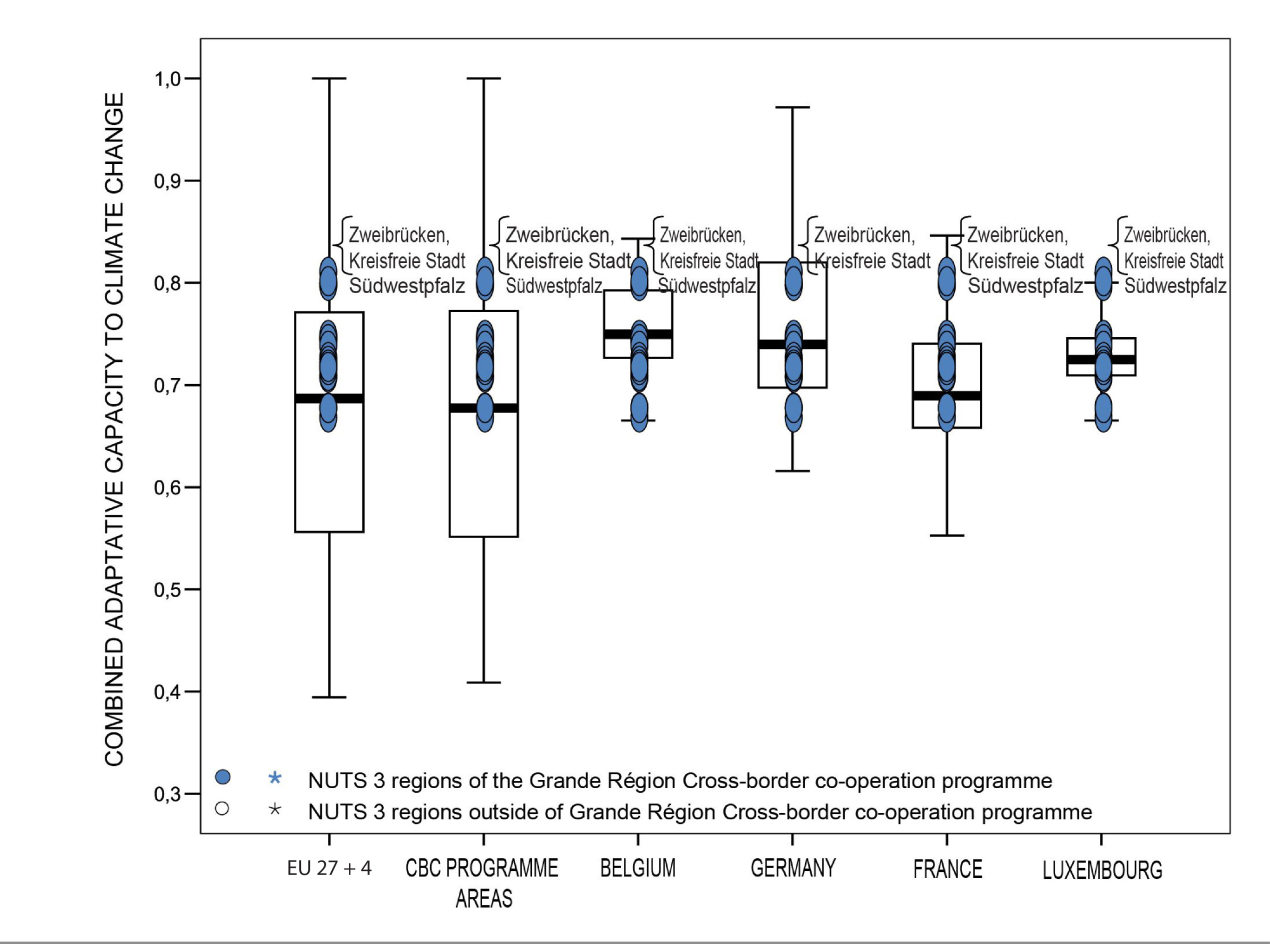 COMBINED ADAPTATIVE CAPACITY TO CLIMATE CHANGE
1,0
0,9
0,8
0,7
0,6
0,5
0,4
0,3
Zweibrücken,
Kreisfreie Stadt
Südwestpfalz
Zweibrücken,
Kreisfreie Stadt
Südwestpfalz
Zweibrücken,
Kreisfreie Stadt
Südwestpfalz
Zweibrücken,
Kreisfreie Stadt
Zweibrücken,
Kreisfreie Stadt
Südwestpfalz
Zweibrücken,
Kreisfreie Stadt
Südwestpfalz
NUTS 3 regions of the Grande Région Cross-border co-operation programme
NUTS 3 regions outside of Grande Région Cross-border co-operation programme
EU 27 + 4
CBC PROGRAMME
AREAS
BELGIUM
GERMANY
FRANCE
LUXEMBOURG